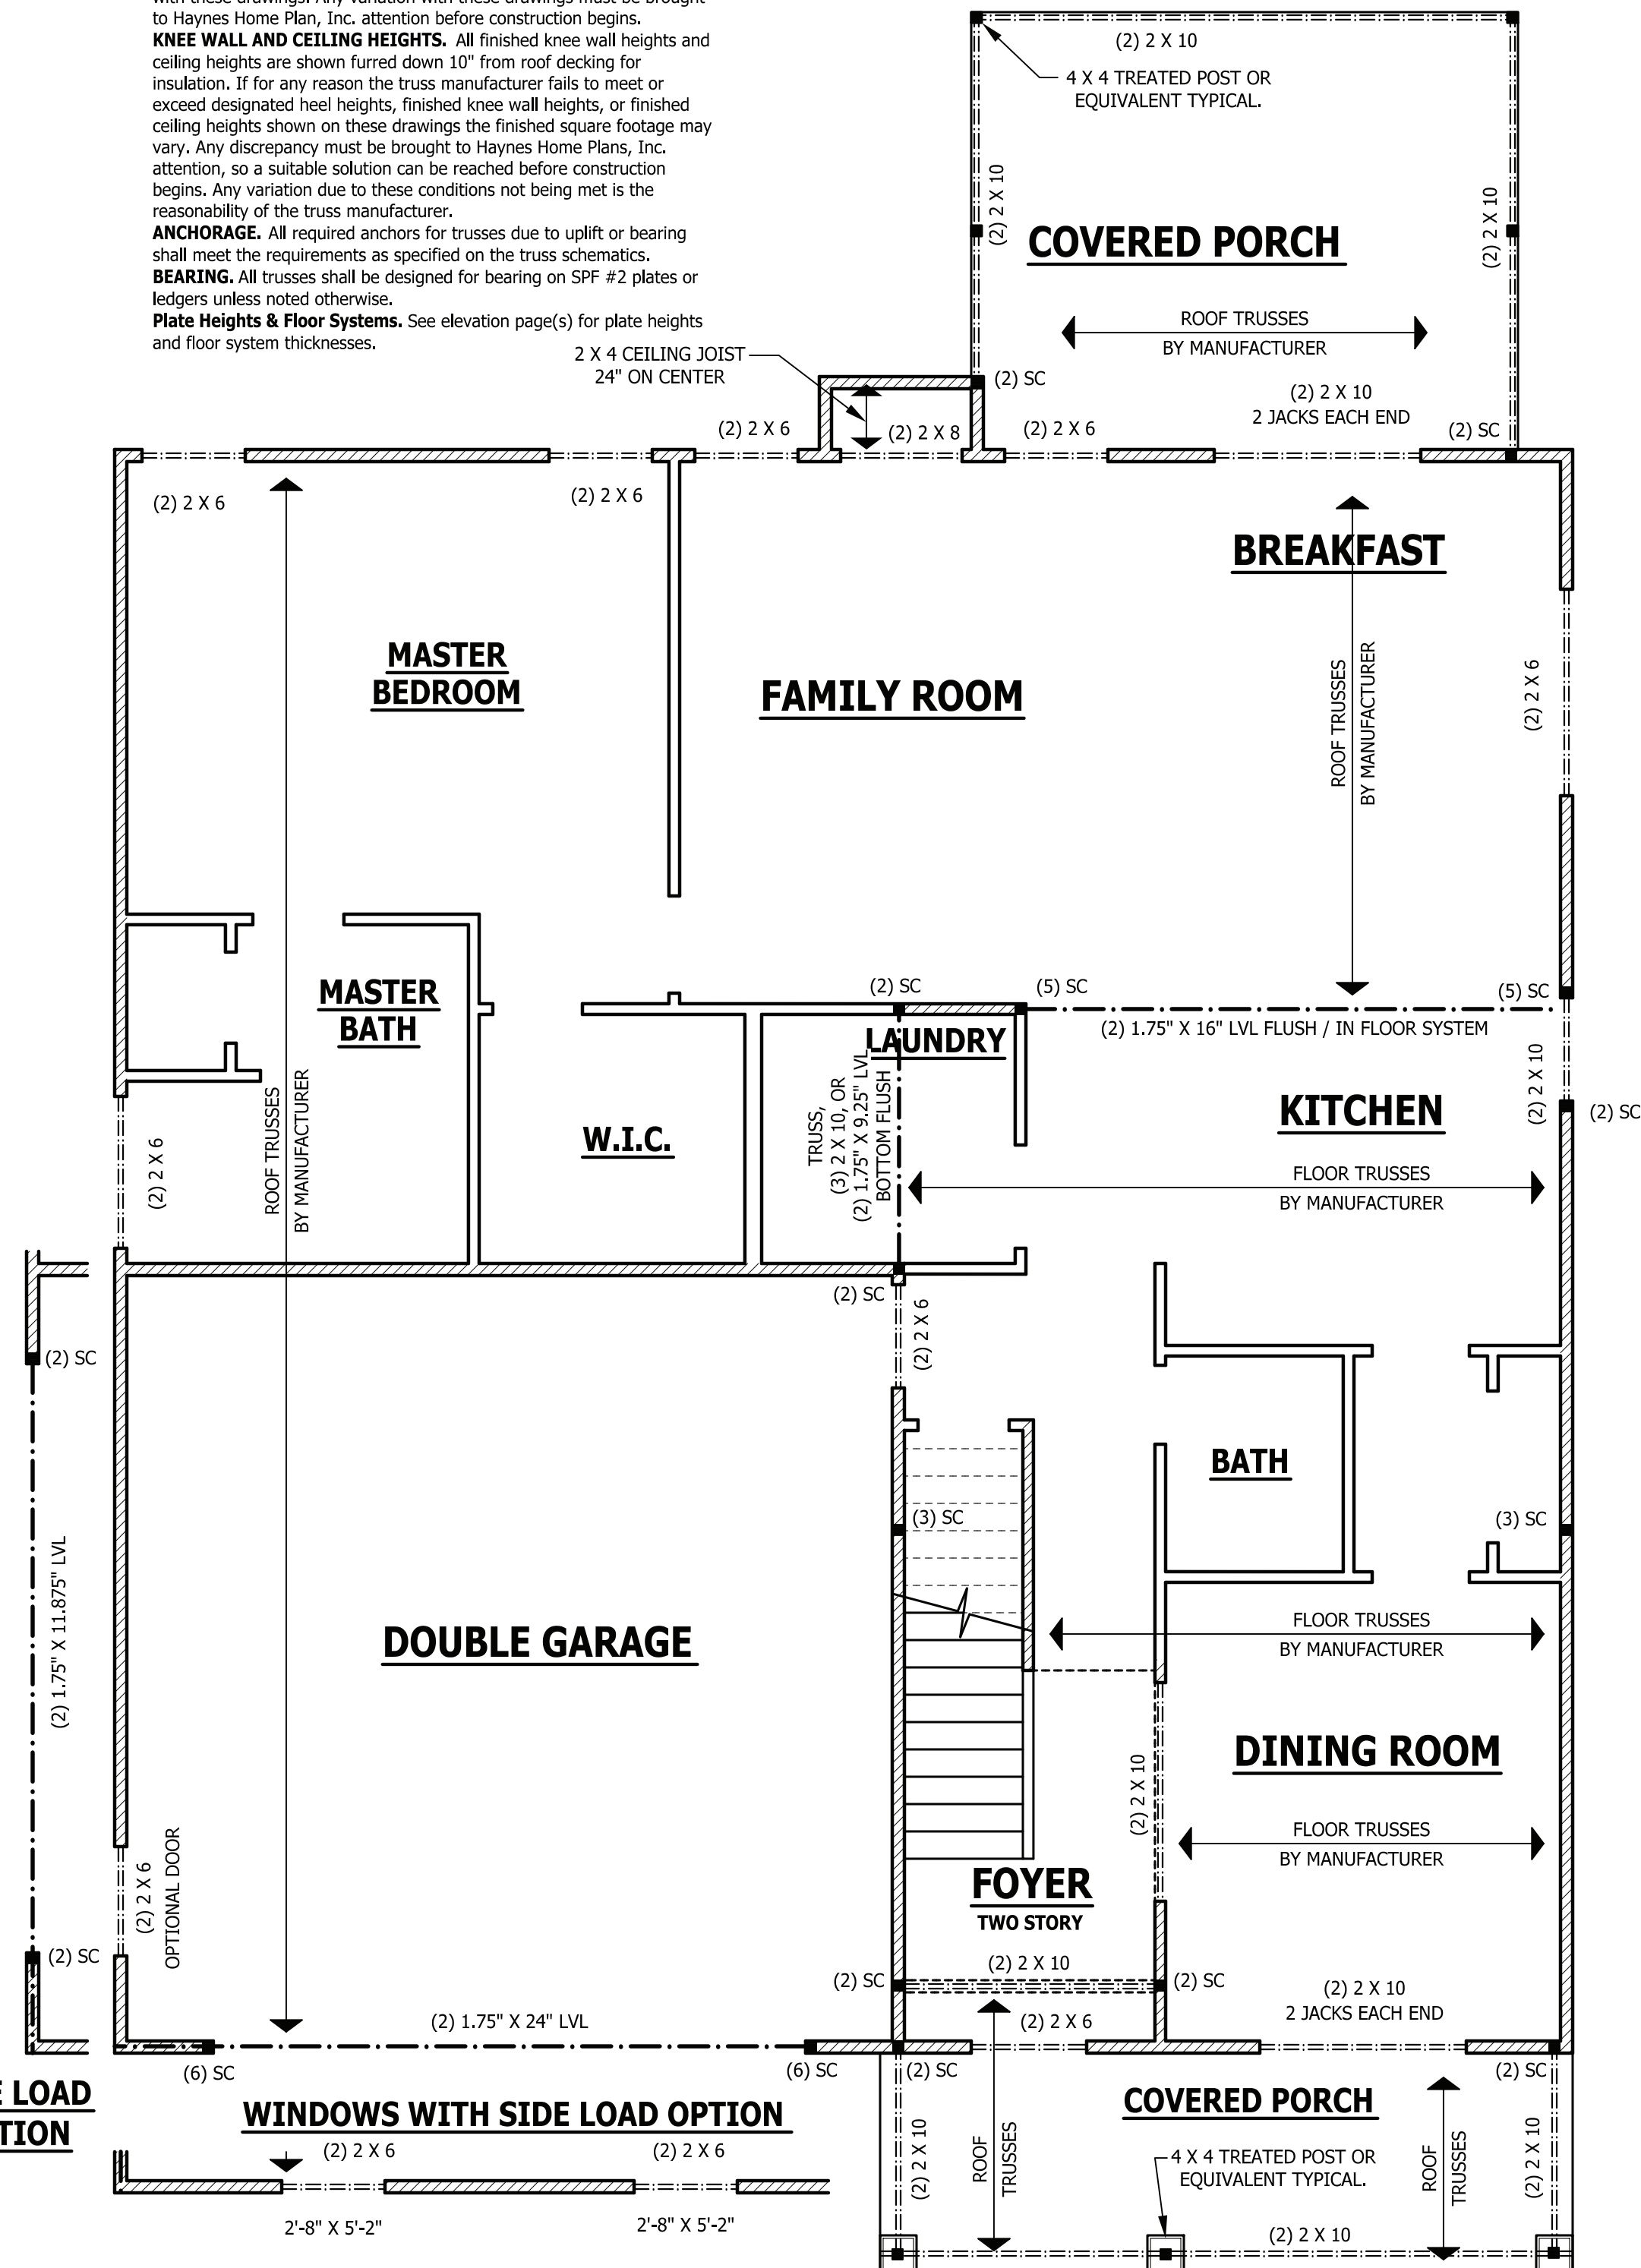 with these drawings. Any variation with these drawings must be brought
to Haynes Home Plan, Inc. attention before construction begins.
KNEE WALL AND CEILING HEIGHTS. All finished knee wall heights and
ceiling heights are shown furred down 10" from roof decking for
insulation. If for any reason the truss manufacturer fails to meet or
exceed designated heel heights, finished knee wall heights, or finished
ceiling heights shown on these drawings the finished square footage may
vary. Any discrepancy must be brought to Haynes Home Plans, Inc.
attention, so a suitable solution can be reached before construction
begins. Any variation due to these conditions not being met is the
reasonability of the truss manufacturer.
ANCHORAGE. All required anchors for trusses due to uplift or bearing
shall meet the requirements as specified on the truss schematics.
BEARING. All trusses shall be designed for bearing on SPF #2 plates or
ledgers unless noted otherwise.
Plate Heights & Floor Systems. See elevation page(s) for plate heights
and floor system thicknesses.
(2) 2 X 10
4 X 4 TREATED POST OR
EQUIVALENT TYPICAL.
(2) 2 X 10
(2) 2 X 10
COVERED PORCH
ROOF TRUSSES
BY MANUFACTURER
2 X 4 CEILING JOIST
24" ON CENTER
(2) SC
(2) 2 X 10
2 JACKS EACH END
(2) 2 X 6
(2) 2 X 8
(2) 2 X 6
(2) SC
(2) 2 X 6
(2) 2 X 6
BREAKFAST
MASTER
BEDROOM
FAMILY ROOM
ROOF TRUSSES
BY MANUFACTURER
(2) 2 X 6
MASTER
BATH
(2) SC
(5) SC
(5) SC
(2) 1.75" X 16" LVL FLUSH / IN FLOOR SYSTEM
LAUNDRY
TRUSS,
(3) 2 X 10, OR
(2) 1.75" X 9.25" LVL
BOTTOM FLUSH
KITCHEN
(2) 2 X 10
(2) SC
W.I.C.
(2) 2 X 6
ROOF TRUSSES
BY MANUFACTURER
FLOOR TRUSSES
BY MANUFACTURER
(2) SC
(2) 2 X 6
(2) SC
BATH
(3) SC
(3) SC
(2) 1.75" X 11.875" LVL
DOUBLE GARAGE
FLOOR TRUSSES
BY MANUFACTURER
DINING ROOM
(2) 2 X 10
FLOOR TRUSSES
BY MANUFACTURER
(2) 2 X 6
OPTIONAL DOOR
FOYER
TWO STORY
(2) SC
(2) 2 X 10
(2) SC
(2) SC
(2) 2 X 10
2 JACKS EACH END
(2) 1.75" X 24" LVL
(2) 2 X 6
(6) SC
(6) SC
(2) SC
(2) SC
E LOAD
TION
WINDOWS WITH SIDE LOAD OPTION
COVERED PORCH
(2) 2 X 6
(2) 2 X 6
(2) 2 X 10
ROOF
TRUSSES
4 X 4 TREATED POST OR
EQUIVALENT TYPICAL.
ROOF
TRUSSES
(2) 2 X 10
2'-8" X 5'-2"
2'-8" X 5'-2"
(2) 2 X 10